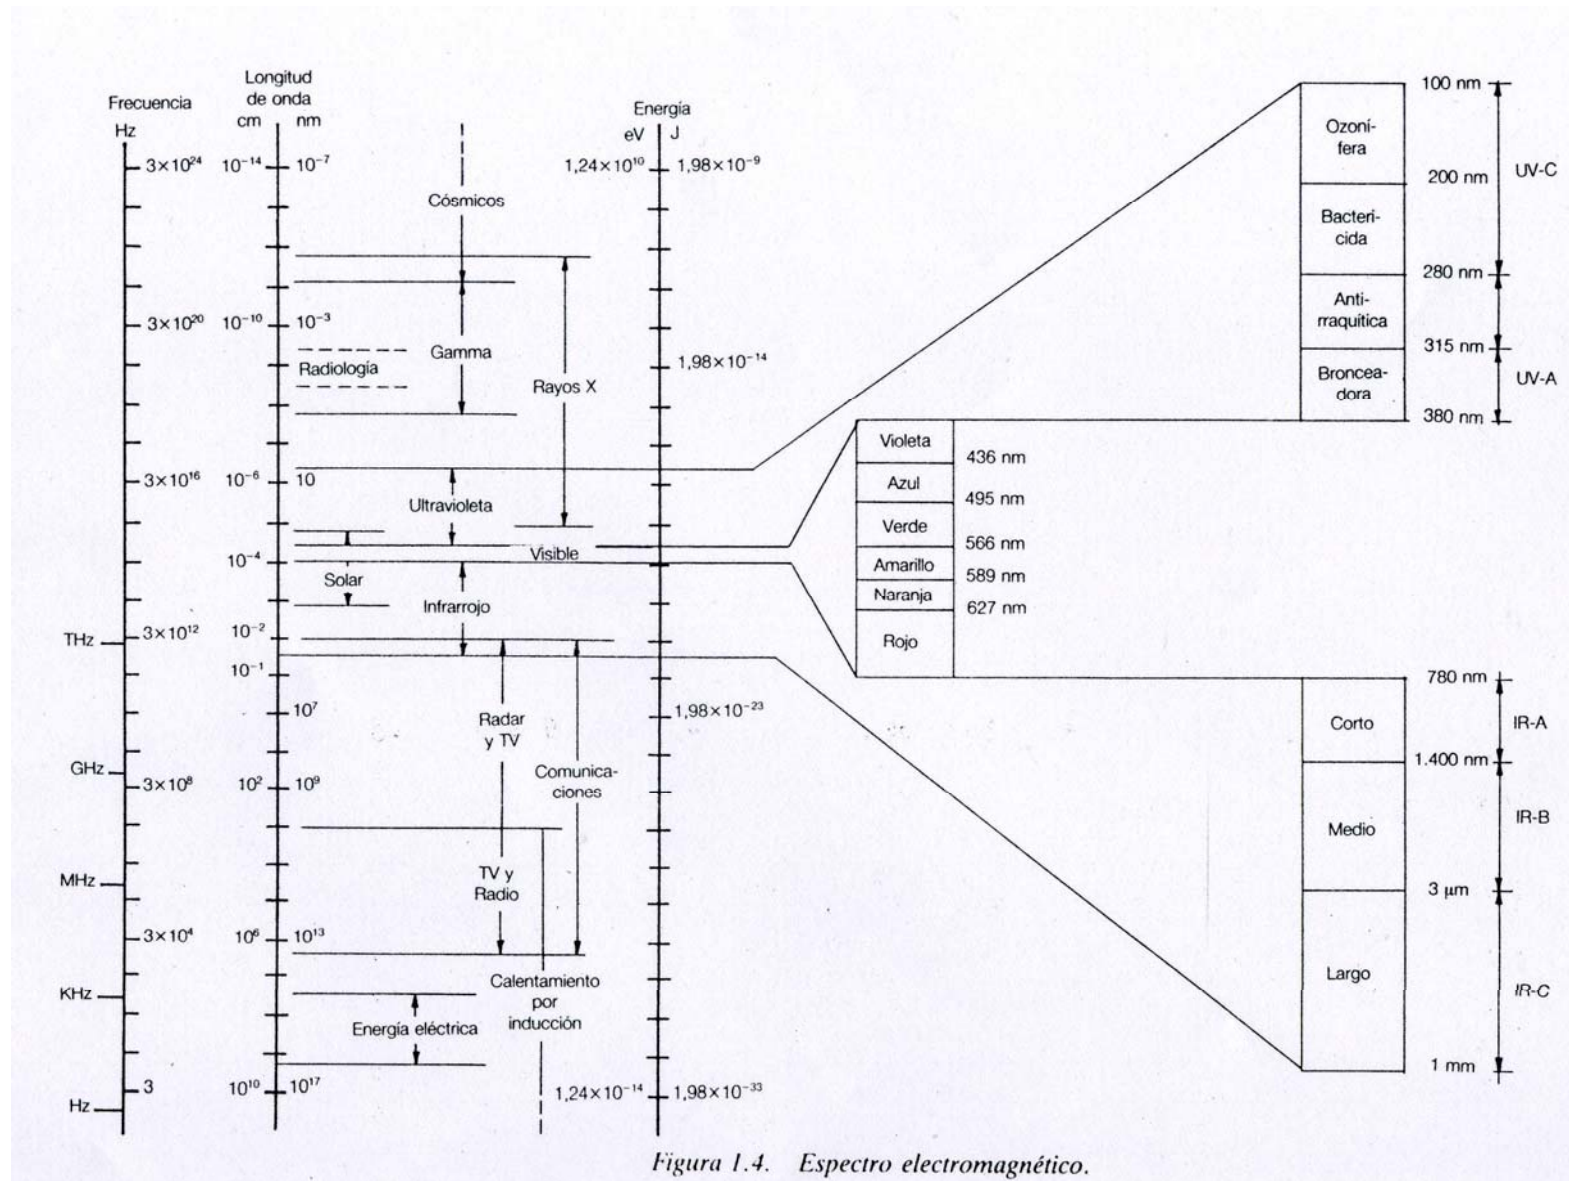 Frecuencia
Hz
3×10²⁴
3×10²⁰
3×10¹⁶
THz
3×10¹²
GHz
3×10⁸
MHz
3×10⁴
KHz
3
Hz
Longitud
de onda
cm nm
10⁻¹⁴ 10⁻⁷
10⁻¹⁰ 10⁻³
10⁻⁶ 10
10⁻⁴
10⁻²
10⁻¹
10⁷
10² 10⁹
10⁶ 10¹³
10¹⁰ 10¹⁷
Cósmicos
Gamma
Radiología
Rayos X
Ultravioleta
Visible
Solar
Infrarrojo
Radar
y TV
Comunica-
ciones
TV y
Radio
Calentamiento
por
inducción
Energía eléctrica
Energía
eV J
1,24×10¹⁰ 1,98×10⁻⁹
1,98×10⁻¹⁴
1,98×10⁻²³
1,24×10⁻¹⁴ 1,98×10⁻³³
Violeta
436 nm
Azul
495 nm
Verde
566 nm
Amarillo
589 nm
Naranja
627 nm
Rojo
100 nm
Ozoní-
fera
200 nm
UV-C
Bacteri-
cida
280 nm
Anti-
rraquítica
315 nm
Broncea-
dora
UV-A
380 nm
780 nm
Corto
IR-A
1.400 nm
Medio
IR-B
3 μm
Largo
IR-C
1 mm
Figura 1.4. Espectro electromagnético.